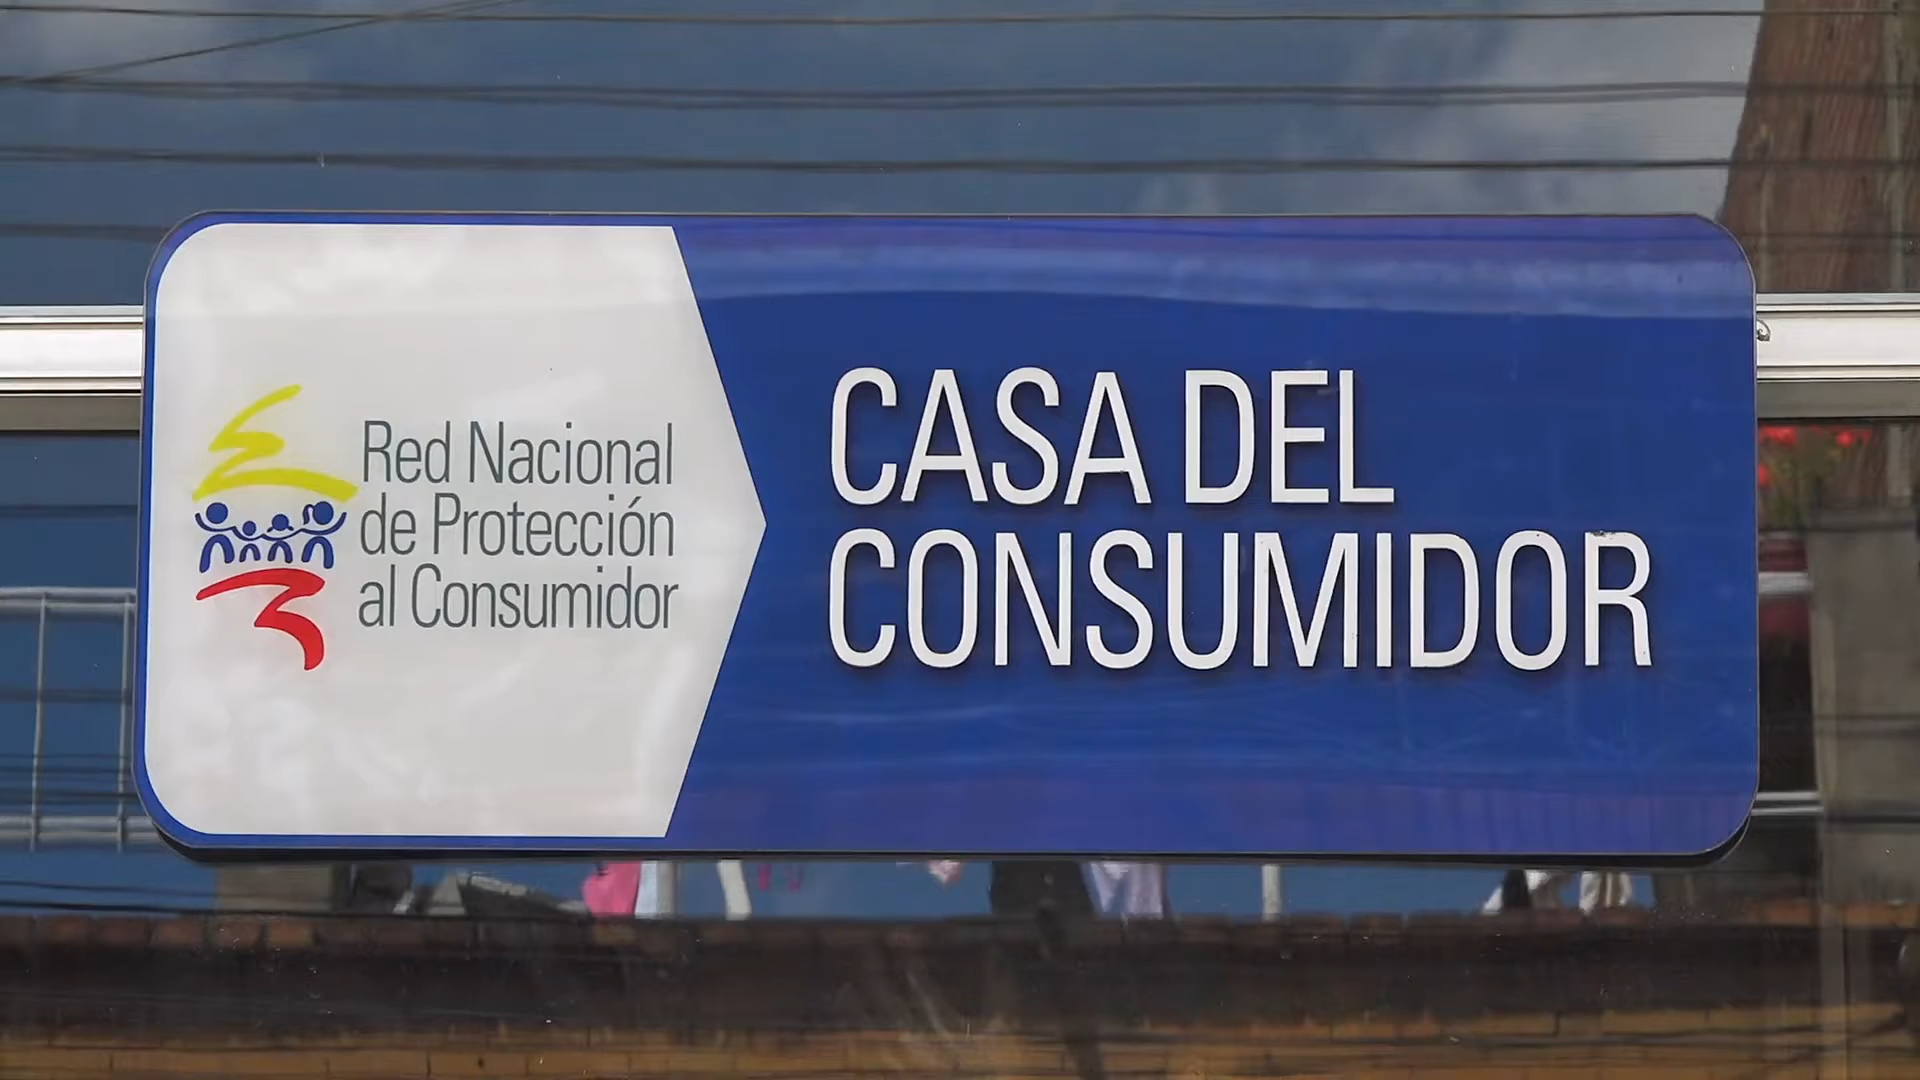 Red Nacional
de Protección
al Consumidor
CASA DEL
CONSUMIDOR